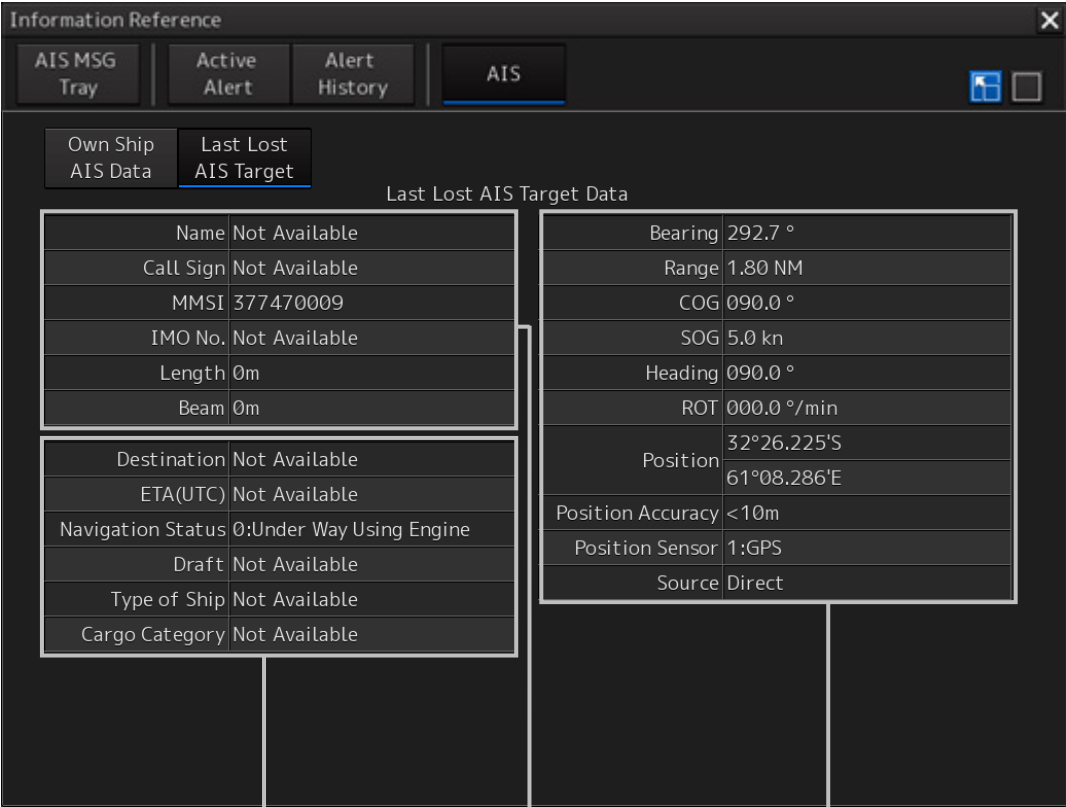 Information Reference
AIS MSG Tray
Active Alert
Alert History
AIS
Own Ship AIS Data
Last Lost AIS Target
Last Lost AIS Target Data
Name Not Available
Call Sign Not Available
MMSI 377470009
IMO No. Not Available
Length 0m
Beam 0m
Destination Not Available
ETA(UTC) Not Available
Navigation Status 0:Under Way Using Engine
Draft Not Available
Type of Ship Not Available
Cargo Category Not Available
Bearing 292.7 °
Range 1.80 NM
COG 090.0 °
SOG 5.0 kn
Heading 090.0 °
ROT 000.0 °/min
Position 32°26.225'S
61°08.286'E
Position Accuracy <10m
Position Sensor 1:GPS
Source Direct